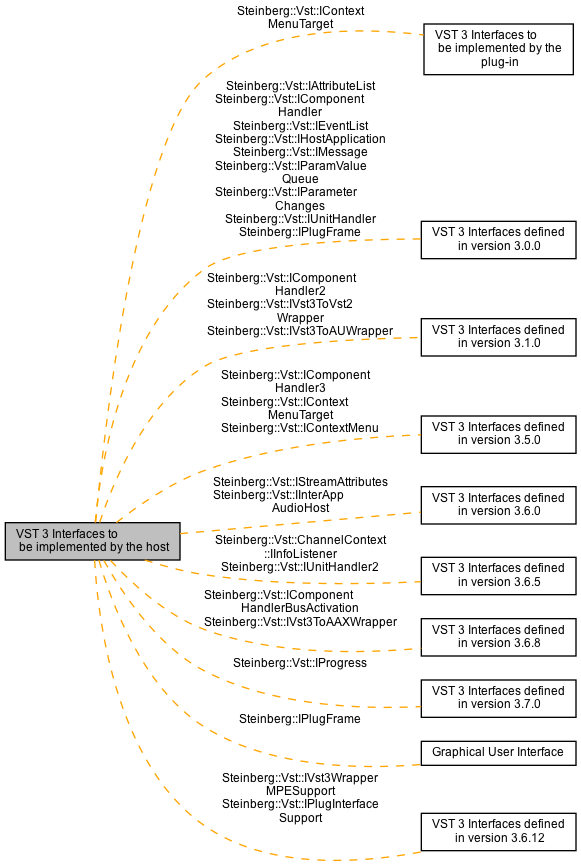 Steinberg::Vst::IContext
MenuTarget
VST 3 Interfaces to
be implemented by the
plug-in
Steinberg::Vst::IAttributeList
Steinberg::Vst::IComponent
Handler
Steinberg::Vst::IEventList
Steinberg::Vst::IHostApplication
Steinberg::Vst::IMessage
Steinberg::Vst::IParamValue
Queue
Steinberg::Vst::IParameter
Changes
Steinberg::Vst::IUnitHandler
Steinberg::IPlugFrame
VST 3 Interfaces defined
in version 3.0.0
Steinberg::Vst::IComponent
Handler2
Steinberg::Vst::IVst3ToVst2
Wrapper
Steinberg::Vst::IVst3ToAUWrapper
VST 3 Interfaces defined
in version 3.1.0
Steinberg::Vst::IComponent
Handler3
Steinberg::Vst::IContext
MenuTarget
Steinberg::Vst::IContextMenu
VST 3 Interfaces defined
in version 3.5.0
Steinberg::Vst::IStreamAttributes
Steinberg::Vst::IInterApp
AudioHost
VST 3 Interfaces defined
in version 3.6.0
VST 3 Interfaces to
be implemented by the host
Steinberg::Vst::ChannelContext
::IInfoListener
Steinberg::Vst::IUnitHandler2
VST 3 Interfaces defined
in version 3.6.5
Steinberg::Vst::IComponent
HandlerBusActivation
Steinberg::Vst::IVst3ToAAXWrapper
VST 3 Interfaces defined
in version 3.6.8
Steinberg::Vst::IProgress
VST 3 Interfaces defined
in version 3.7.0
Steinberg::IPlugFrame
Graphical User Interface
Steinberg::Vst::IVst3Wrapper
MPESupport
Steinberg::Vst::IPlugInterface
Support
VST 3 Interfaces defined
in version 3.6.12